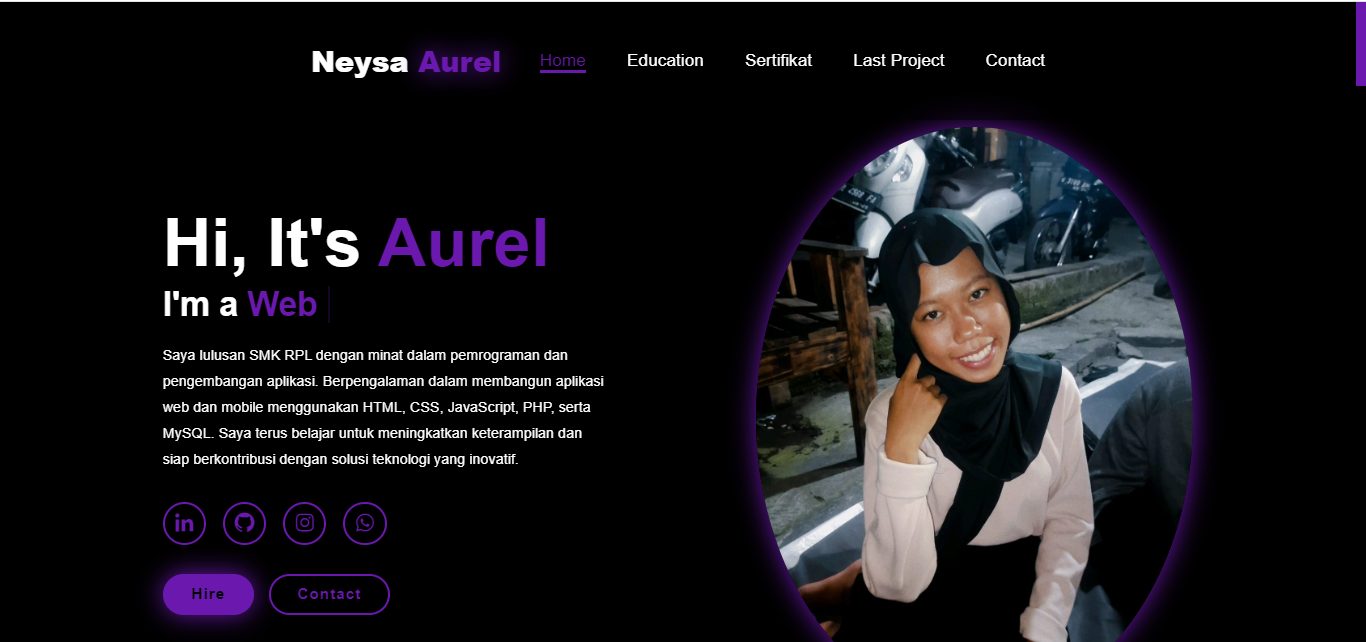 Neysa Aurel
Home Education Sertifikat Last Project Contact
Hi, It's Aurel
I'm a Web
Saya lulusan SMK RPL dengan minat dalam pemrograman dan
pengembangan aplikasi. Berpengalaman dalam membangun aplikasi
web dan mobile menggunakan HTML, CSS, JavaScript, PHP, serta
MySQL. Saya terus belajar untuk meningkatkan keterampilan dan
siap berkontribusi dengan solusi teknologi yang inovatif.
in
Hire Contact